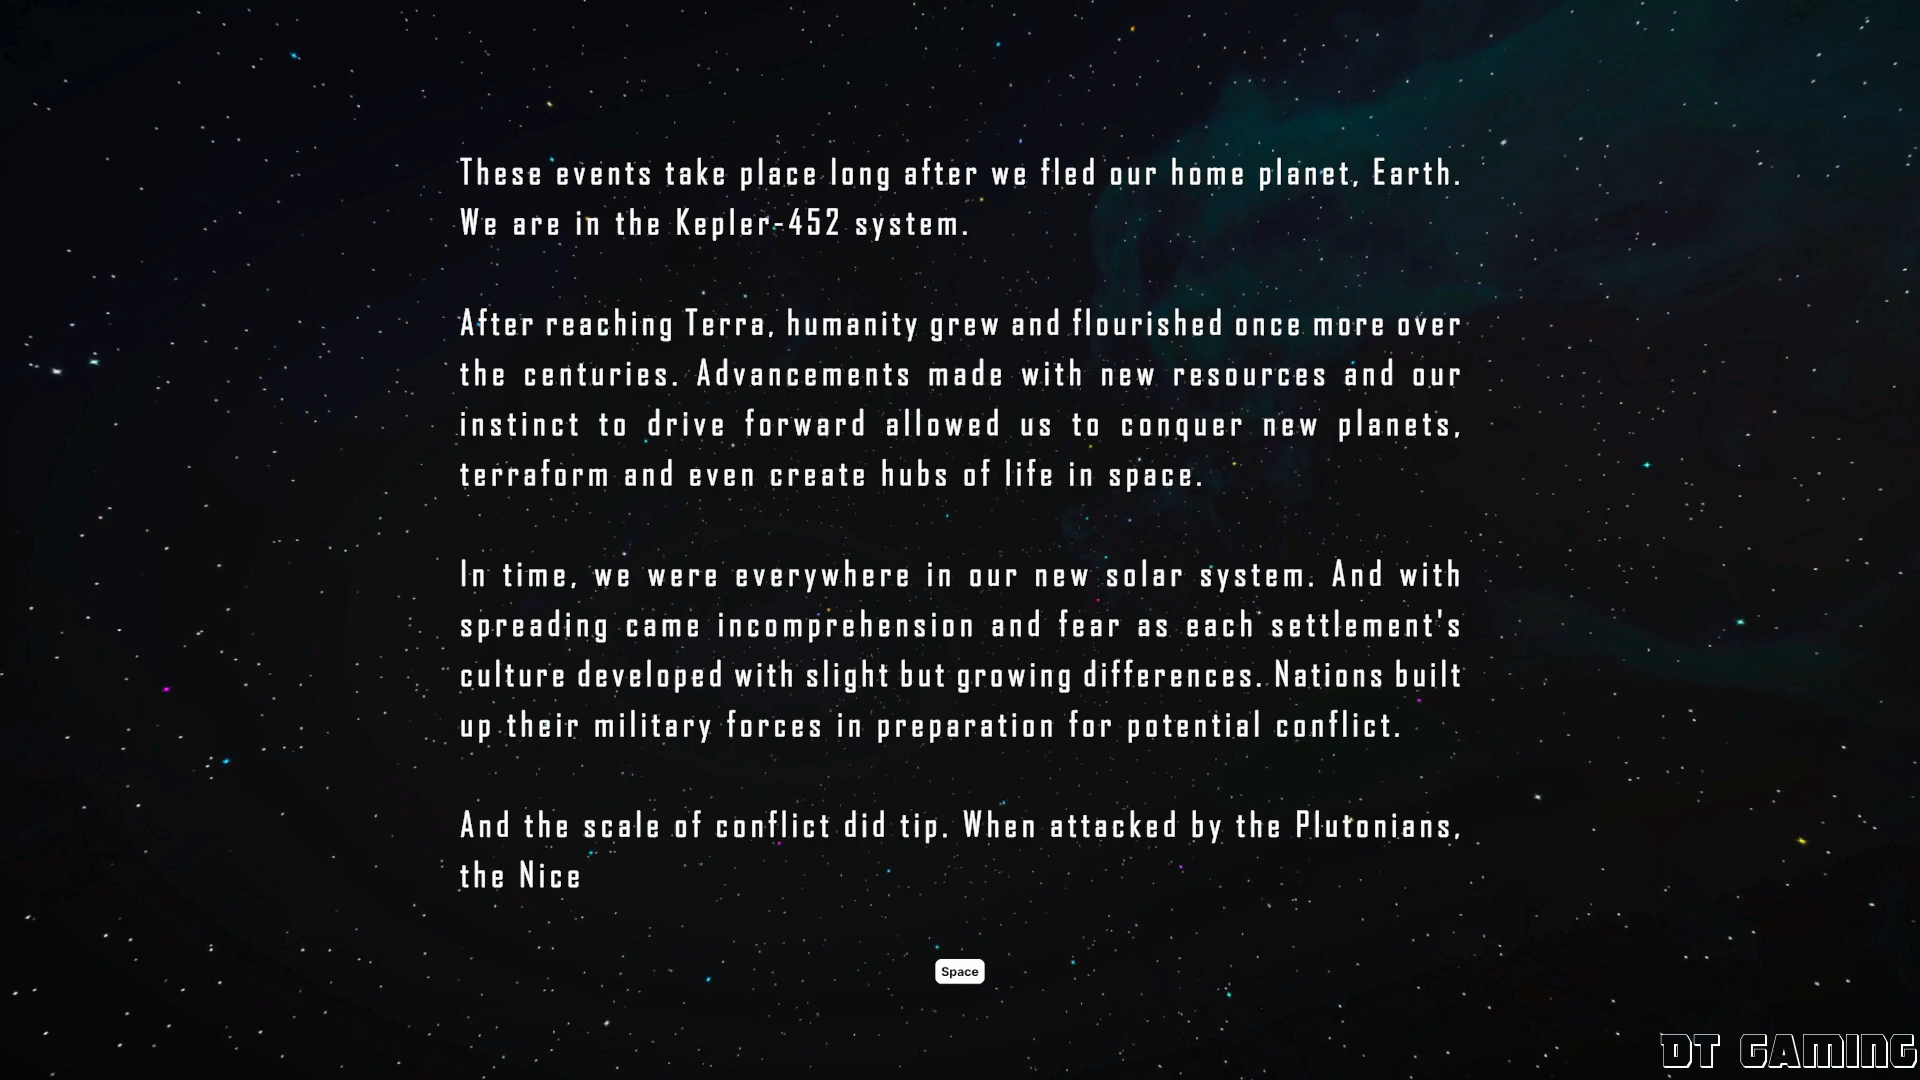 These events take place long after we fled our home planet, Earth.
We are in the Kepler-452 system.
After reaching Terra, humanity grew and flourished once more over
the centuries. Advancements made with new resources and our
instinct to drive forward allowed us to conquer new planets,
terraform and even create hubs of life in space.
In time, we were everywhere in our new solar system. And with
spreading came incomprehension and fear as each settlement's
culture developed with slight but growing differences. Nations built
up their military forces in preparation for potential conflict.
And the scale of conflict did tip. When attacked by the Plutonians,
the Nice
Space
DT GAMING